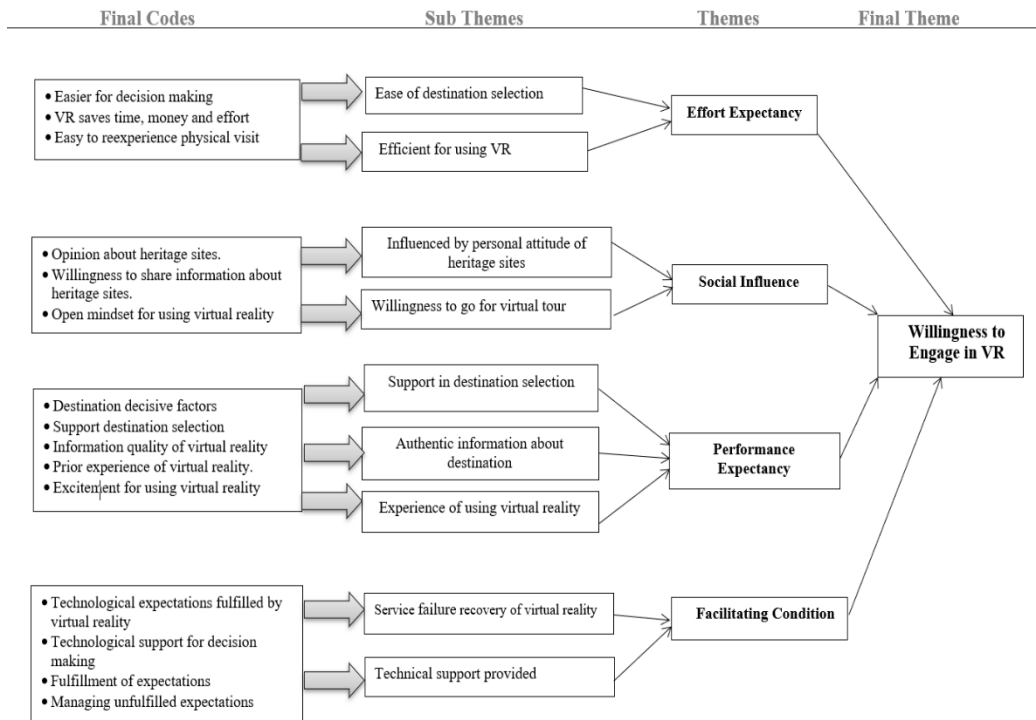 Final Codes
Sub Themes
Themes
Final Theme
• Easier for decision making
• VR saves time, money and effort
• Easy to reexperience physical visit
Ease of destination selection
Efficient for using VR
Effort Expectancy
• Opinion about heritage sites.
• Willingness to share information about
heritage sites.
• Open mindset for using virtual reality
Influenced by personal attitude of
heritage sites
Willingness to go for virtual tour
Social Influence
• Destination decisive factors
• Support destination selection
• Information quality of virtual reality
• Prior experience of virtual reality.
• Excitement for using virtual reality
Support in destination selection
Authentic information about
destination
Experience of using virtual reality
Performance
Expectancy
• Technological expectations fulfilled by
virtual reality
• Technological support for decision
making
• Fulfillment of expectations
• Managing unfulfilled expectations
Service failure recovery of virtual reality
Technical support provided
Facilitating Condition
Willingness to
Engage in VR